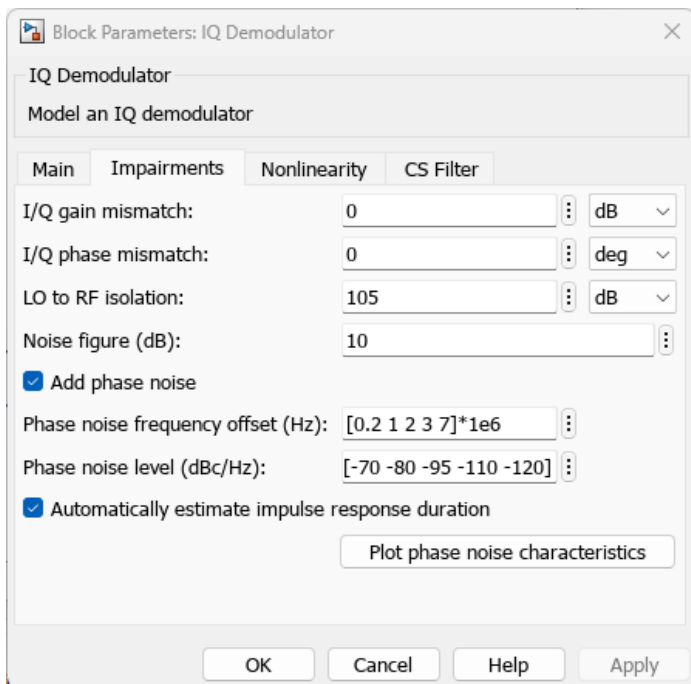 Block Parameters: IQ Demodulator
IQ Demodulator
Model an IQ demodulator
Main Impairments Nonlinearity CS Filter
I/Q gain mismatch: 0 dB
I/Q phase mismatch: 0 deg
LO to RF isolation: 105 dB
Noise figure (dB): 10
Add phase noise
Phase noise frequency offset (Hz): [0.2 1 2 3 7]*1e6
Phase noise level (dBc/Hz): [-70 -80 -95 -110 -120]
Automatically estimate impulse response duration
Plot phase noise characteristics
OK Cancel Help Apply